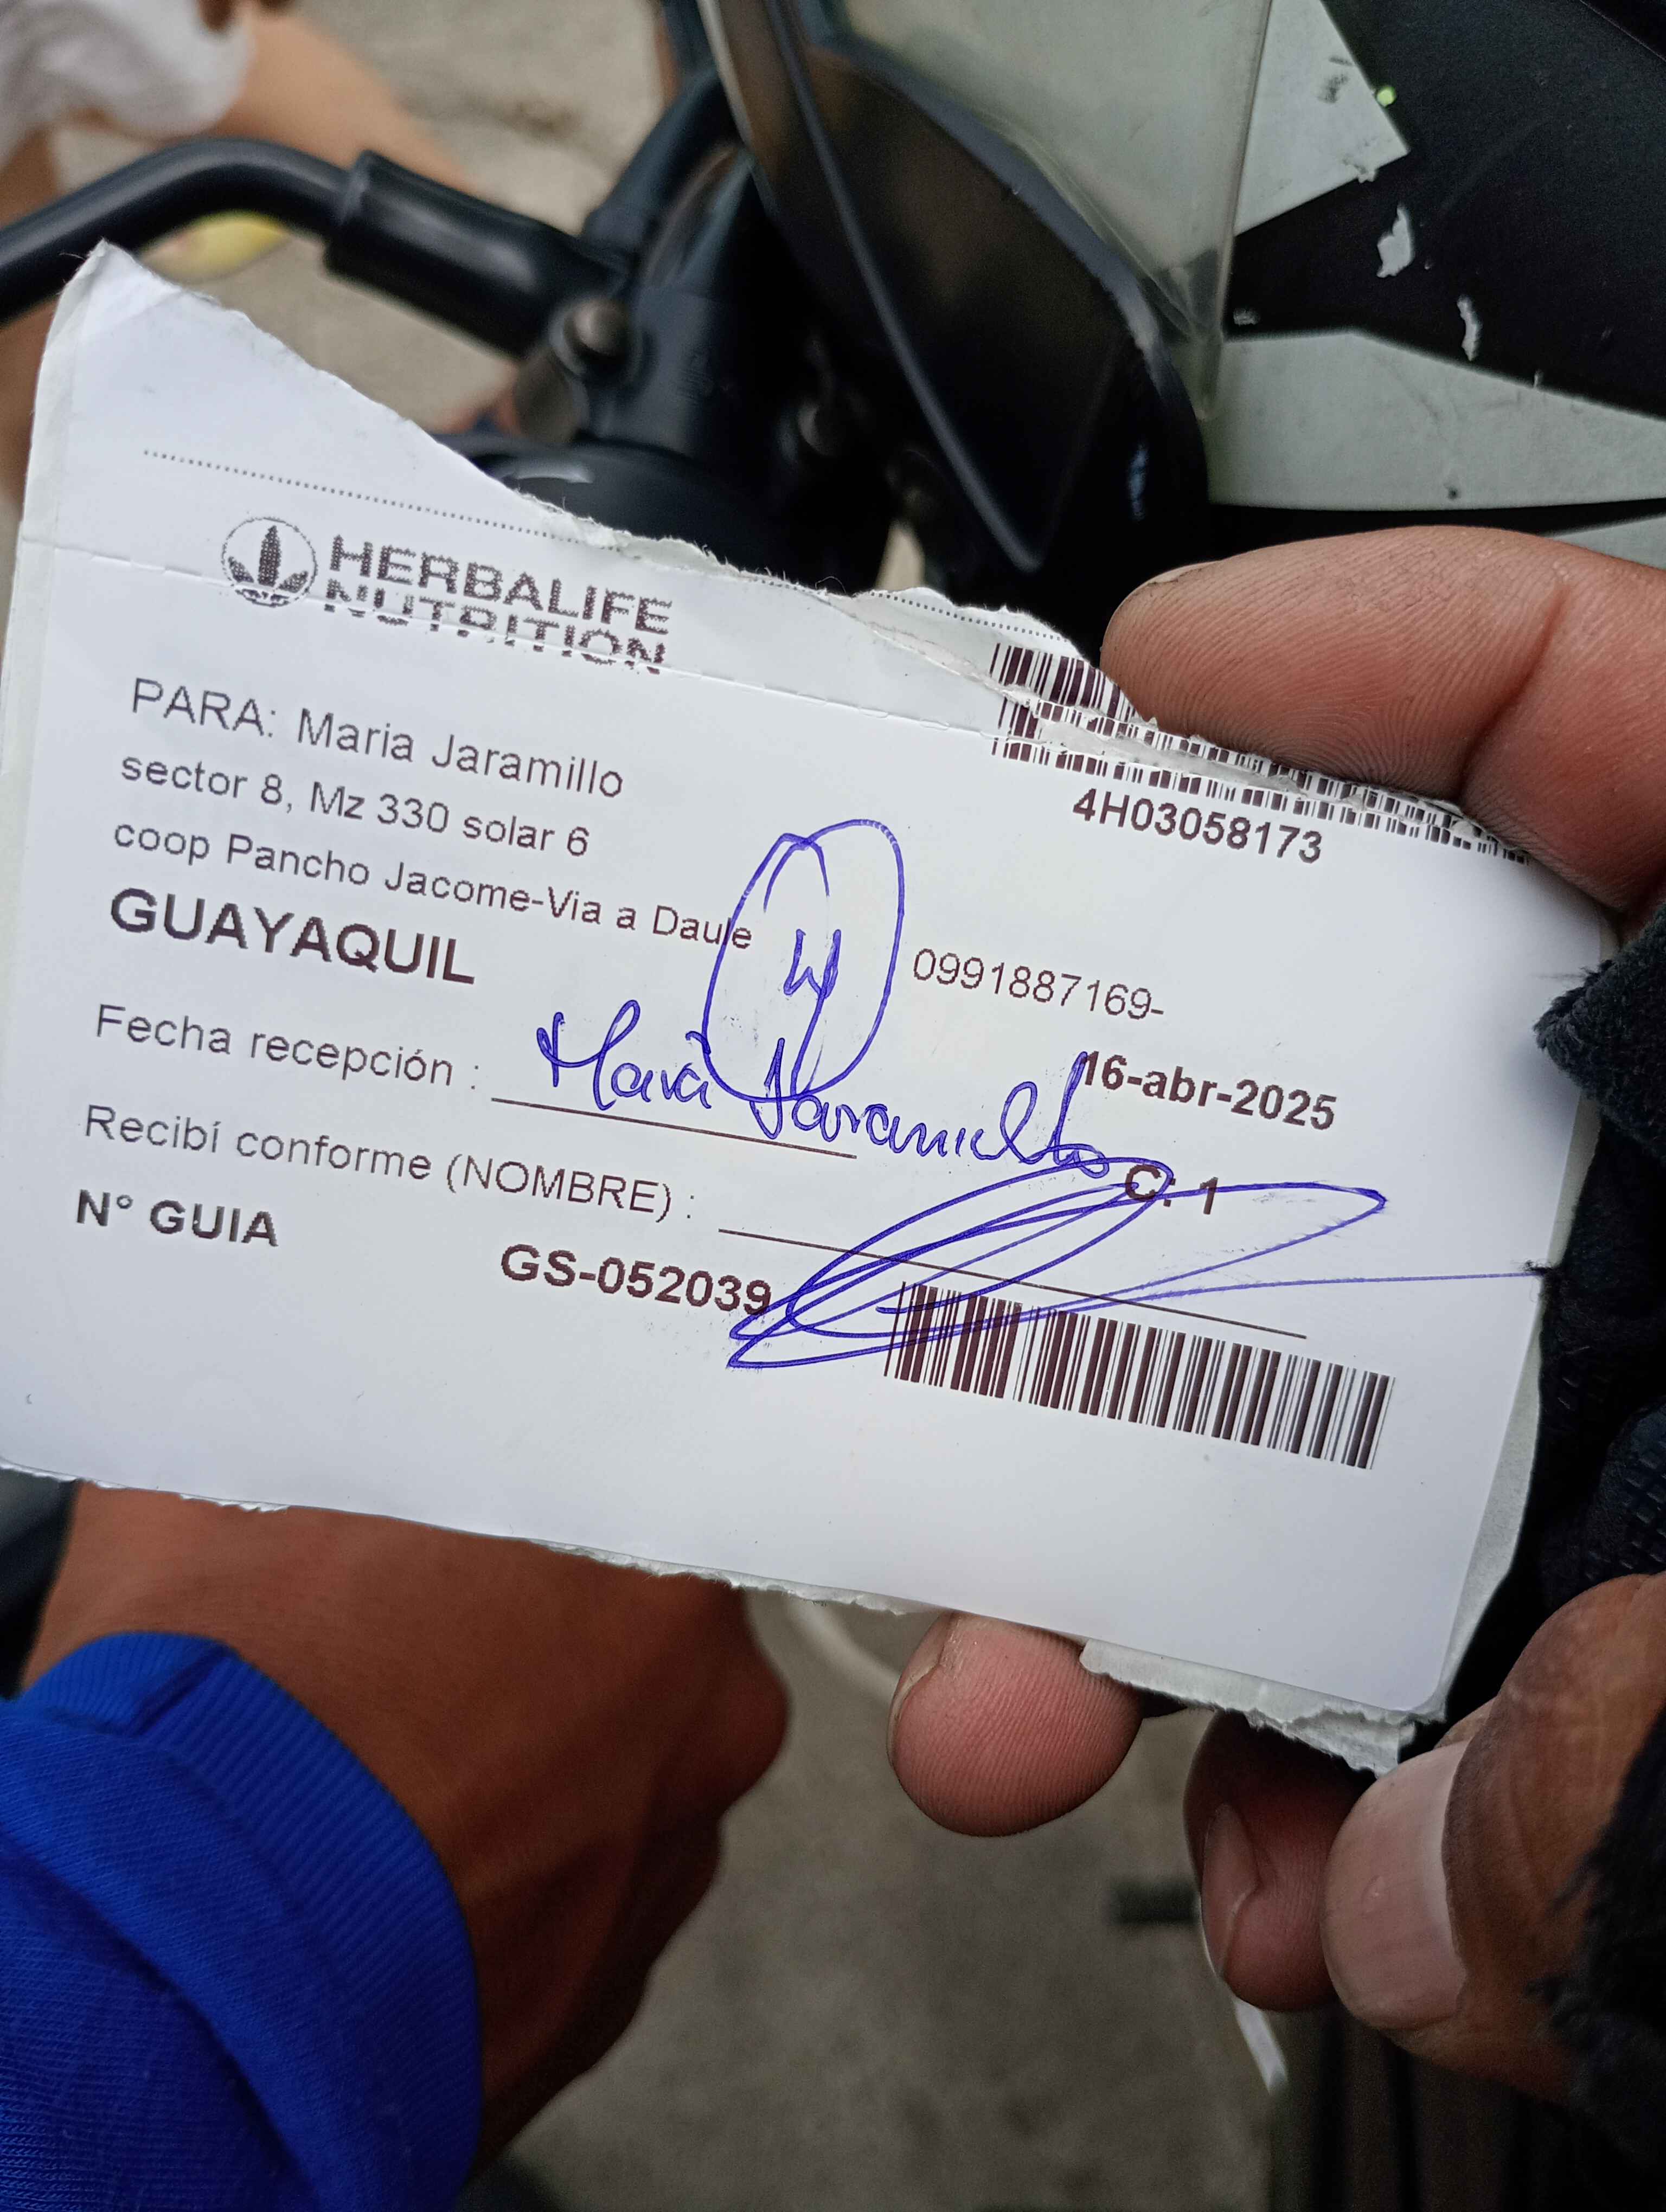 HERBALIFE
NUTRITION
4H03058173
PARA: Maria Jaramillo
sector 8, Mz 330 solar 6
coop Pancho Jacome-Via a Daule
GUAYAQUIL
4
0991887169-
Fecha recepción : Maria Jaramillo
16-abr-2025
Recibí conforme (NOMBRE) :
C: 1
N° GUIA
GS-052039